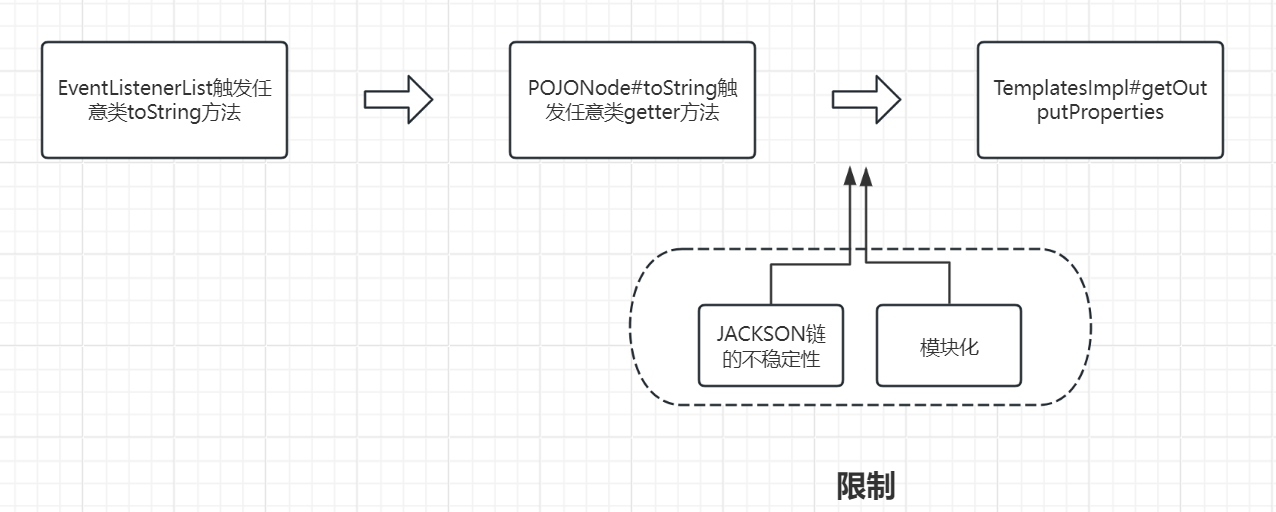 EventListenerList触发任
意类toString方法
POJONode#toString触
发任意类getter方法
TemplatesImpl#getOut
putProperties
JACKSON链
的不稳定性
模块化
限制